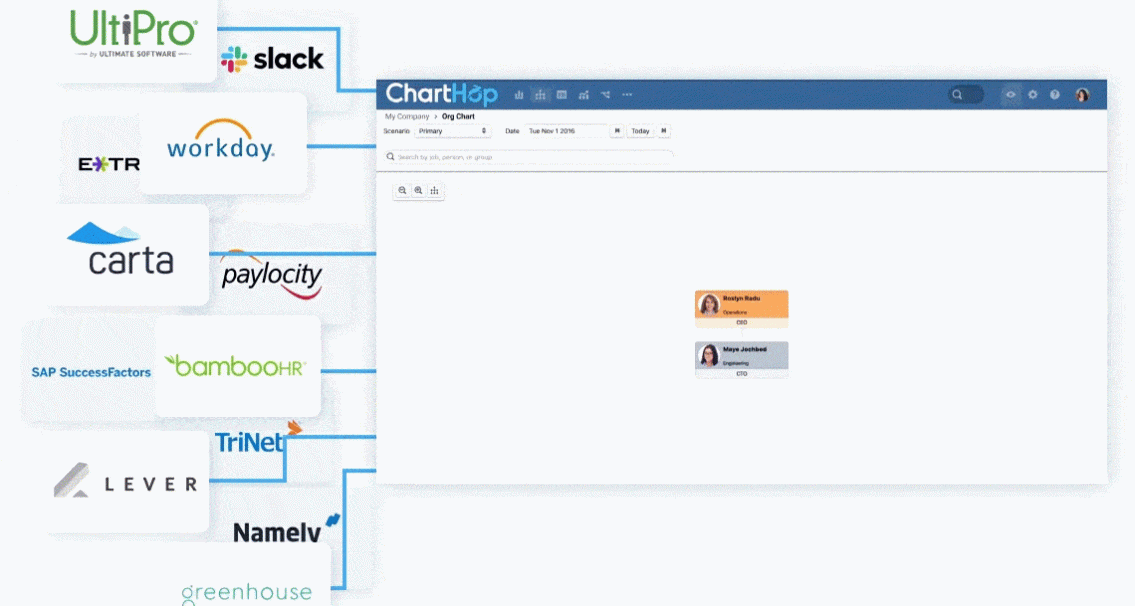 UltiPro
by ULTIMATE SOFTWARE
slack
workday.
EXTR
carta
paylocity
SAP SuccessFactors
bambooHR
TriNet
LEVER
Namely
greenhouse
ChartHop
My Company > Org Chart
Scenario Primary Date Tue Nov 1 2016 Today
Search by job, person, or group
Roslyn Radu
Operations
CEO
Maye Jochbed
Engineering
CTO